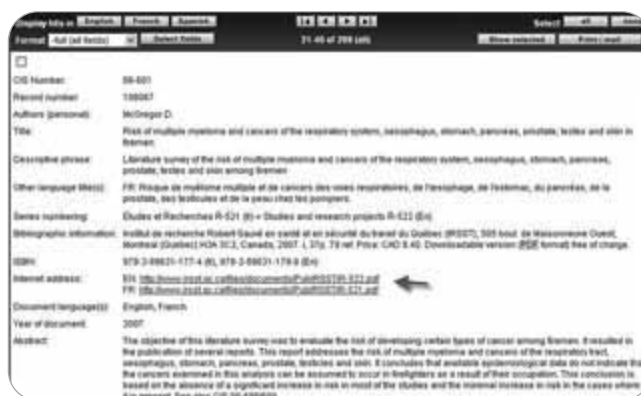 Display hits in English French Spanish Select all
Format -full (all fields) Select fields 31-40 of 269 (all) Show selected Print / mail
CIS Number:
Record number:
Authors (personal): McGregor D.
Title: Risk of multiple myeloma and cancers of the respiratory system, oesophagus, stomach, pancreas, prostate, testes and skin in
firemen
Descriptive phrase: Literature survey of the risk of multiple myeloma and cancers of the respiratory system, oesophagus, stomach, pancreas,
prostate, testicles and skin among firemen
Other language title(s): FR: Risque de myélome multiple et de cancers des voies respiratoires, de l'œsophage, de l'estomac, du pancréas, de la
prostate, des testicules et de la peau chez les pompiers.
Series numbering: Études et Recherches R-521 (fr) - Studies and research projects R-522 (En)
Bibliographic information: Institut de recherche Robert Sauvé en santé et en sécurité du travail du Québec (IRSST), 505 boul. de Maisonneuve Ouest,
Montreal (Quebec) H3A 3C2, Canada, 2007. i, 37p. 79 ref. Price: CAD 8.40. Downloadable version (PDF format) free of charge.
ISBN:
Internet address: EN:
FR:
Document language(s): English, French
Year of document: 2007
Abstract: The objective of this literature survey was to evaluate the risk of developing certain types of cancer among firemen. It resulted in
the publication of several reports. This report addresses the risk of multiple myeloma and cancers of the respiratory tract,
oesophagus, stomach, pancreas, prostate, testicles and skin. It concludes that available epidemiological data do not indicate that
the cancers examined in this analysis can be assumed to occur in firefighters as a result of their occupation. This conclusion is
based on the absence of a significant increase in risk in most of the studies and the minimal increase in risk in the cases where